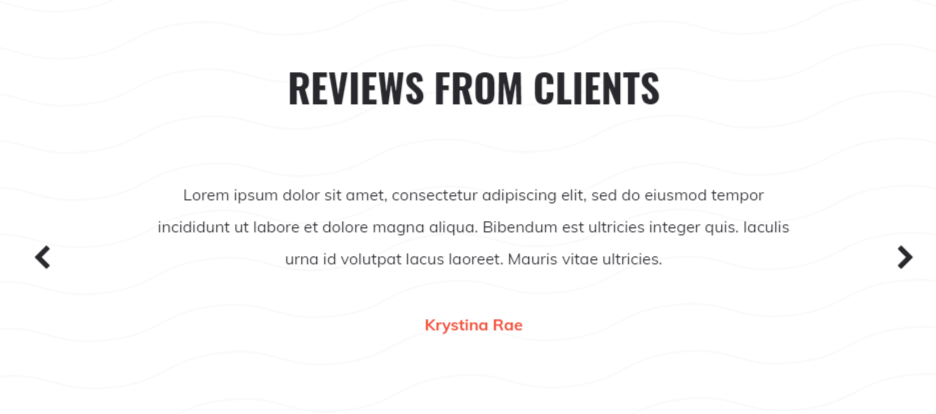 REVIEWS FROM CLIENTS
Lorem ipsum dolor sit amet, consectetur adipiscing elit, sed do eiusmod tempor
incididunt ut labore et dolore magna aliqua. Bibendum est ultricies integer quis. Iaculis
urna id volutpat lacus laoreet. Mauris vitae ultricies.
Krystina Rae